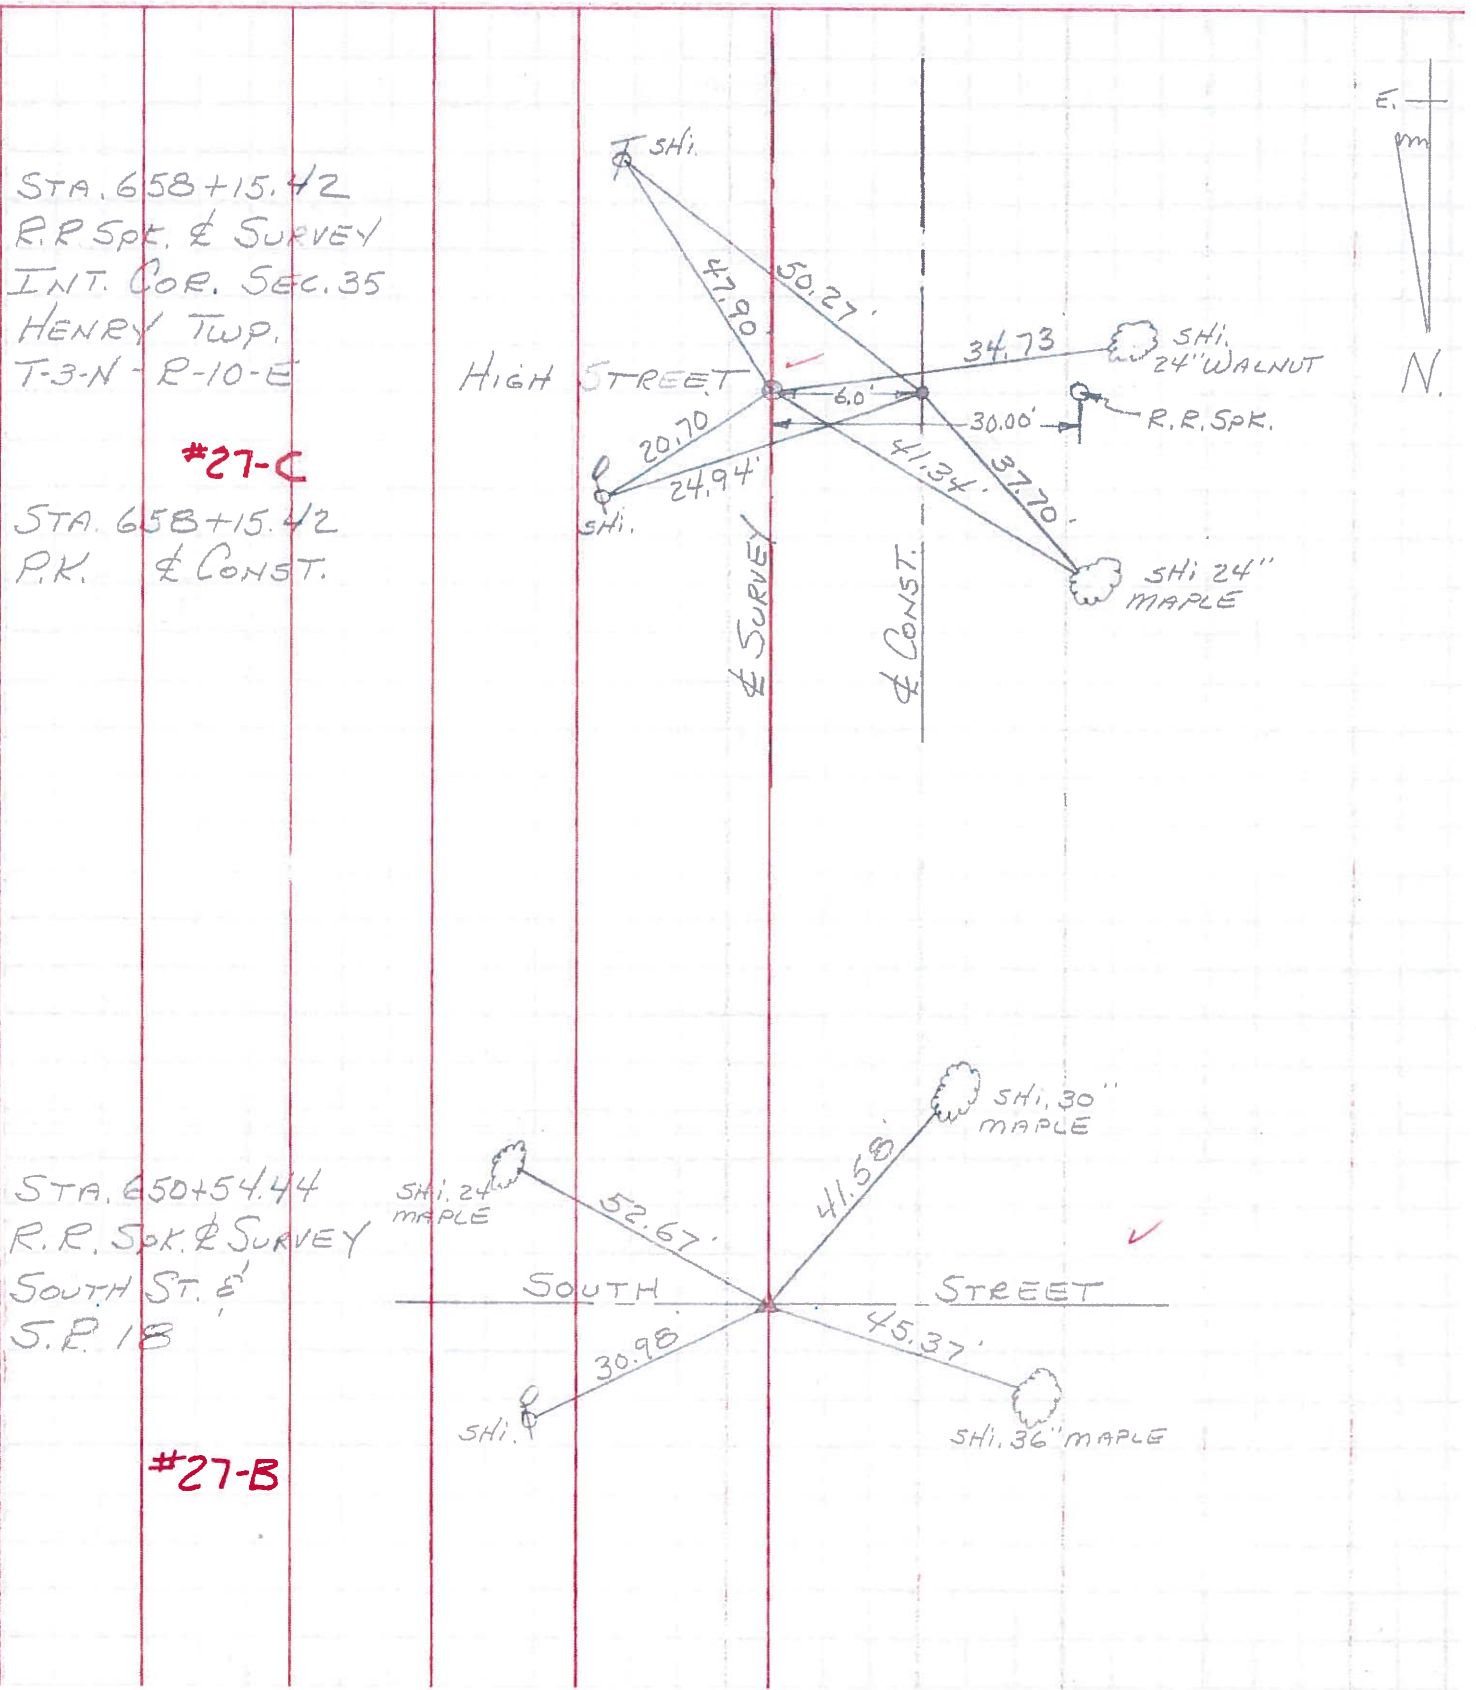 E.
N.
STA. 658+15.42
R.R. SPK. ℄ SURVEY
INT. COR. SEC. 35
HENRY TWP.
T-3-N - R-10-E
#27-C
STA. 658+15.42
P.K. ℄ CONST.
SHi.
47.90'
50.27'
34.73
SHi.
24" WALNUT
HIGH STREET
6.0'
30.00'
R.R. SPK.
20.70
24.94'
41.34'
37.70'
SHi.
SHi 24"
MAPLE
℄ SURVEY
℄ CONST.
SHi. 30"
MAPLE
STA. 650+54.44
R.R. SPK. ℄ SURVEY
SOUTH ST. &
S.R. 18
SHi. 24"
MAPLE
52.67'
41.58'
SOUTH STREET
30.98'
45.37'
SHi.
SHi. 36" MAPLE
#27-B